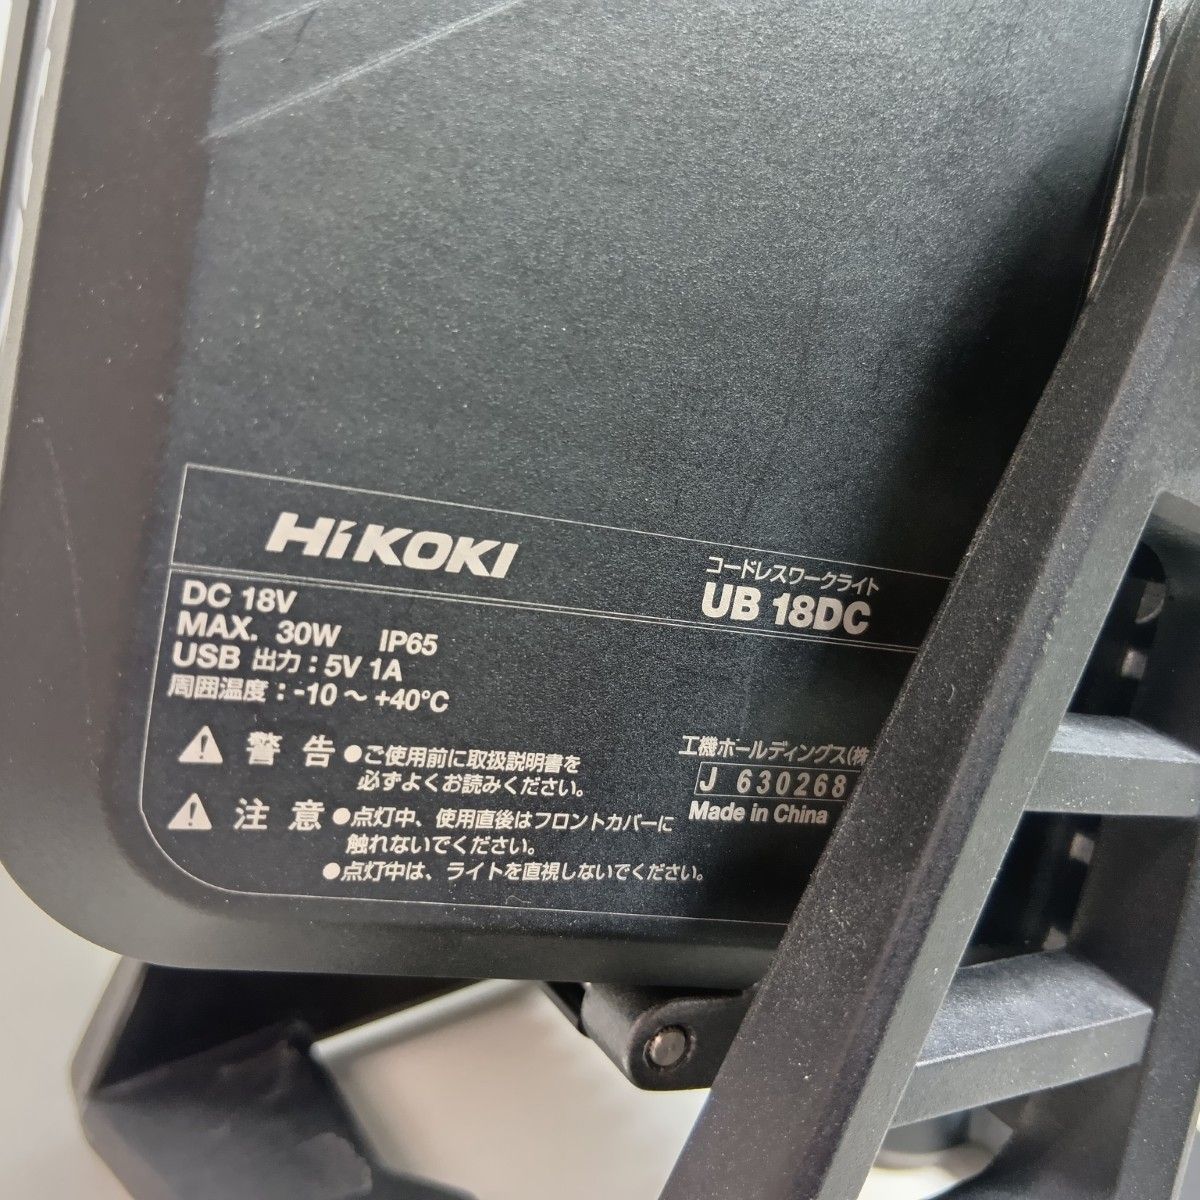 HiKOKI
コードレスワークライト
UB 18DC
DC 18V
MAX. 30W IP65
USB 出力：5V 1A
周囲温度：-10 ～ +40°C
警 告 ●ご使用前に取扱説明書を
必ずよくお読みください。
注 意 ●点灯中、使用直後はフロントカバーに
触れないでください。
●点灯中は、ライトを直視しないでください。
工機ホールディングス(株
J 630268
Made in China